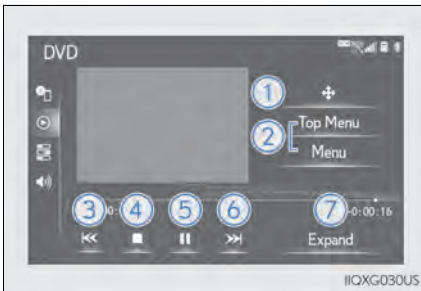 DVD
1
Top Menu
2
Menu
3 4 5 6 7
-0:00:16
Expand
IIQXG030US